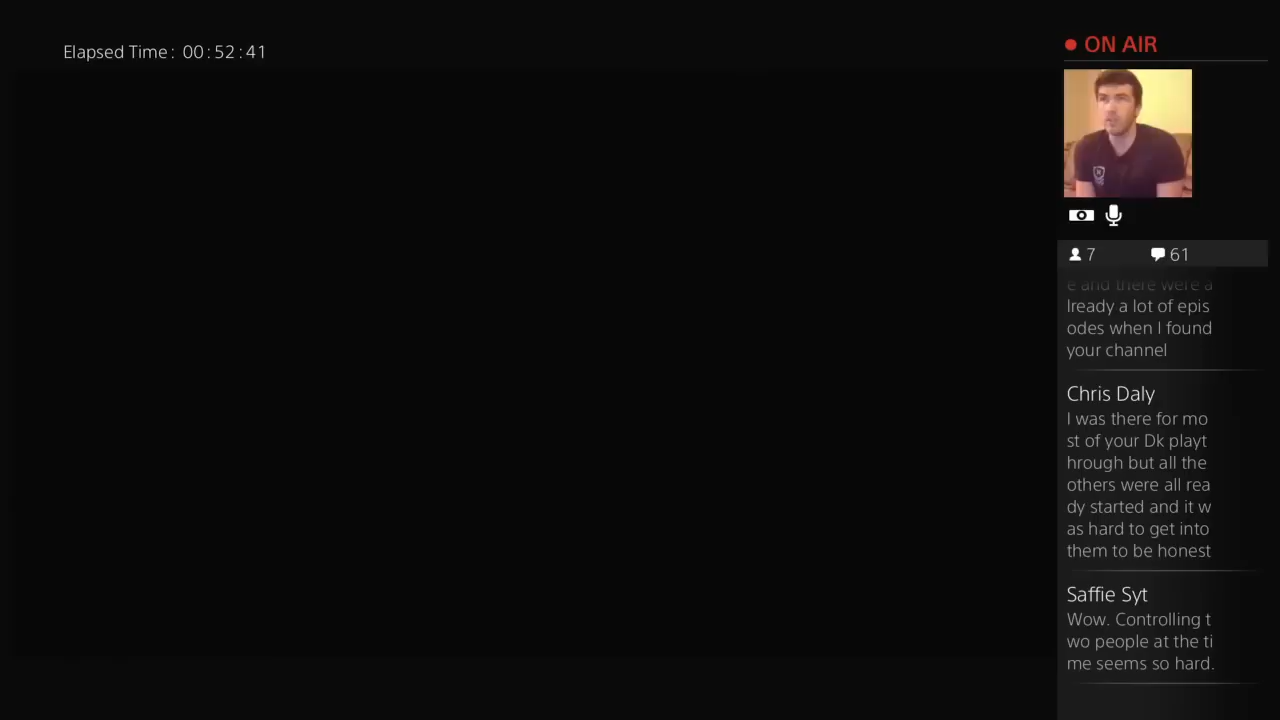 Elapsed Time: 00:52:41
ON AIR
7 61
e and there were a
lready a lot of epis
odes when I found
your channel
Chris Daly
I was there for mo
st of your Dk playt
hrough but all the
others were all rea
dy started and it w
as hard to get into
them to be honest
Saffie Syt
Wow. Controlling t
wo people at the ti
me seems so hard.